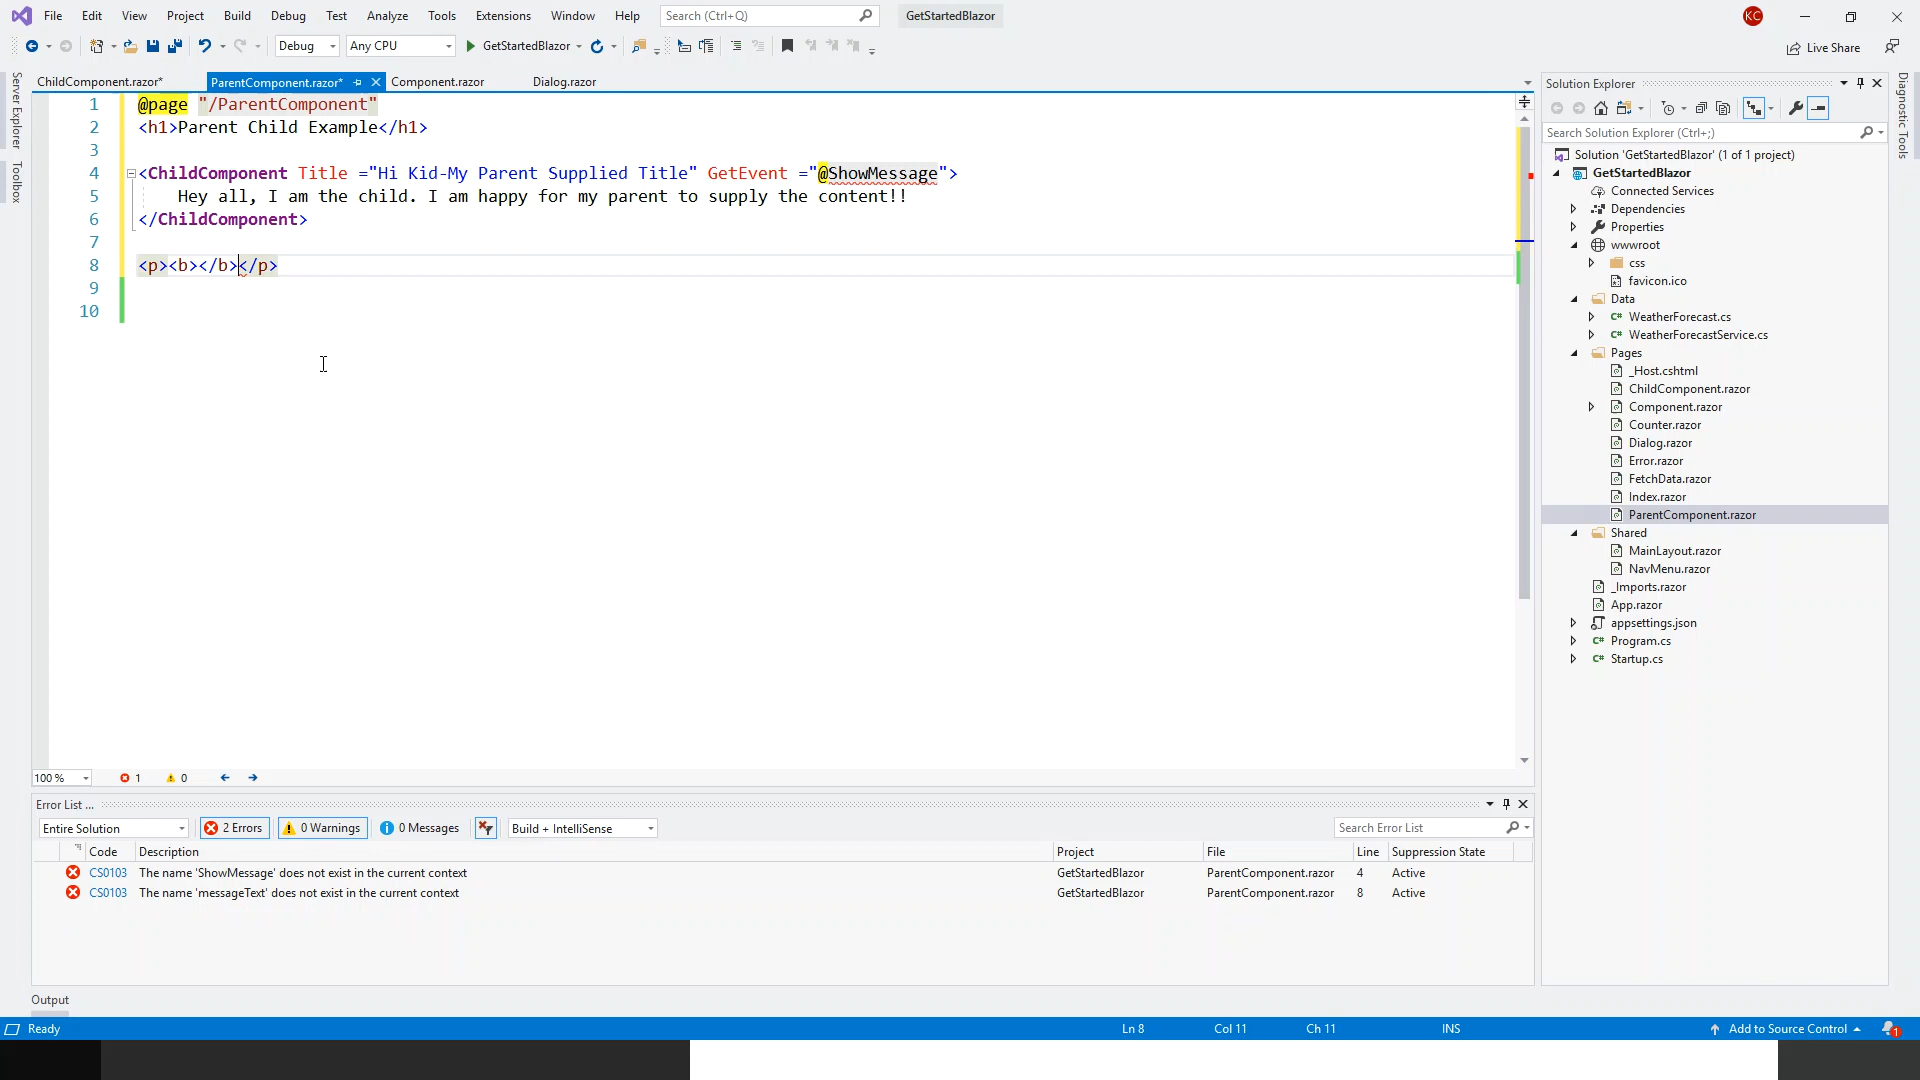 File Edit View Project Build Debug Test Analyze Tools Extensions Window Help Search (Ctrl+Q) GetStartedBlazor KC
Debug Any CPU GetStartedBlazor Live Share
Server Explorer
Toolbox
ChildComponent.razor* ParentComponent.razor* Component.razor Dialog.razor
1 @page "/ParentComponent"
2 <h1>Parent Child Example</h1>
3
4 <ChildComponent Title ="Hi Kid-My Parent Supplied Title" GetEvent ="@ShowMessage">
5 Hey all, I am the child. I am happy for my parent to supply the content!!
6 </ChildComponent>
7
8 <p><b></b></p>
9
10
100 % 1 0
Error List ...
Entire Solution 2 Errors 0 Warnings 0 Messages Build + IntelliSense Search Error List
Code Description Project File Line Suppression State
CS0103 The name 'ShowMessage' does not exist in the current context GetStartedBlazor ParentComponent.razor 4 Active
CS0103 The name 'messageText' does not exist in the current context GetStartedBlazor ParentComponent.razor 8 Active
Output
Ready Ln 8 Col 11 Ch 11 INS Add to Source Control 1
Solution Explorer
Search Solution Explorer (Ctrl+;)
Solution 'GetStartedBlazor' (1 of 1 project)
GetStartedBlazor
Connected Services
Dependencies
Properties
wwwroot
css
favicon.ico
Data
C# WeatherForecast.cs
C# WeatherForecastService.cs
Pages
_Host.cshtml
ChildComponent.razor
Component.razor
Counter.razor
Dialog.razor
Error.razor
FetchData.razor
Index.razor
ParentComponent.razor
Shared
MainLayout.razor
NavMenu.razor
_Imports.razor
App.razor
appsettings.json
C# Program.cs
C# Startup.cs
Diagnostic Tools